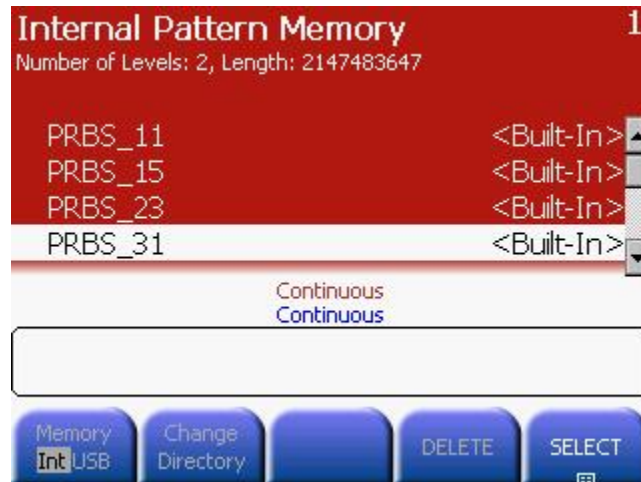 Internal Pattern Memory 1
Number of Levels: 2, Length: 2147483647
PRBS_11 <Built-In>
PRBS_15 <Built-In>
PRBS_23 <Built-In>
PRBS_31 <Built-In>
Continuous
Continuous
Memory
Int USB
Change
Directory
DELETE
SELECT